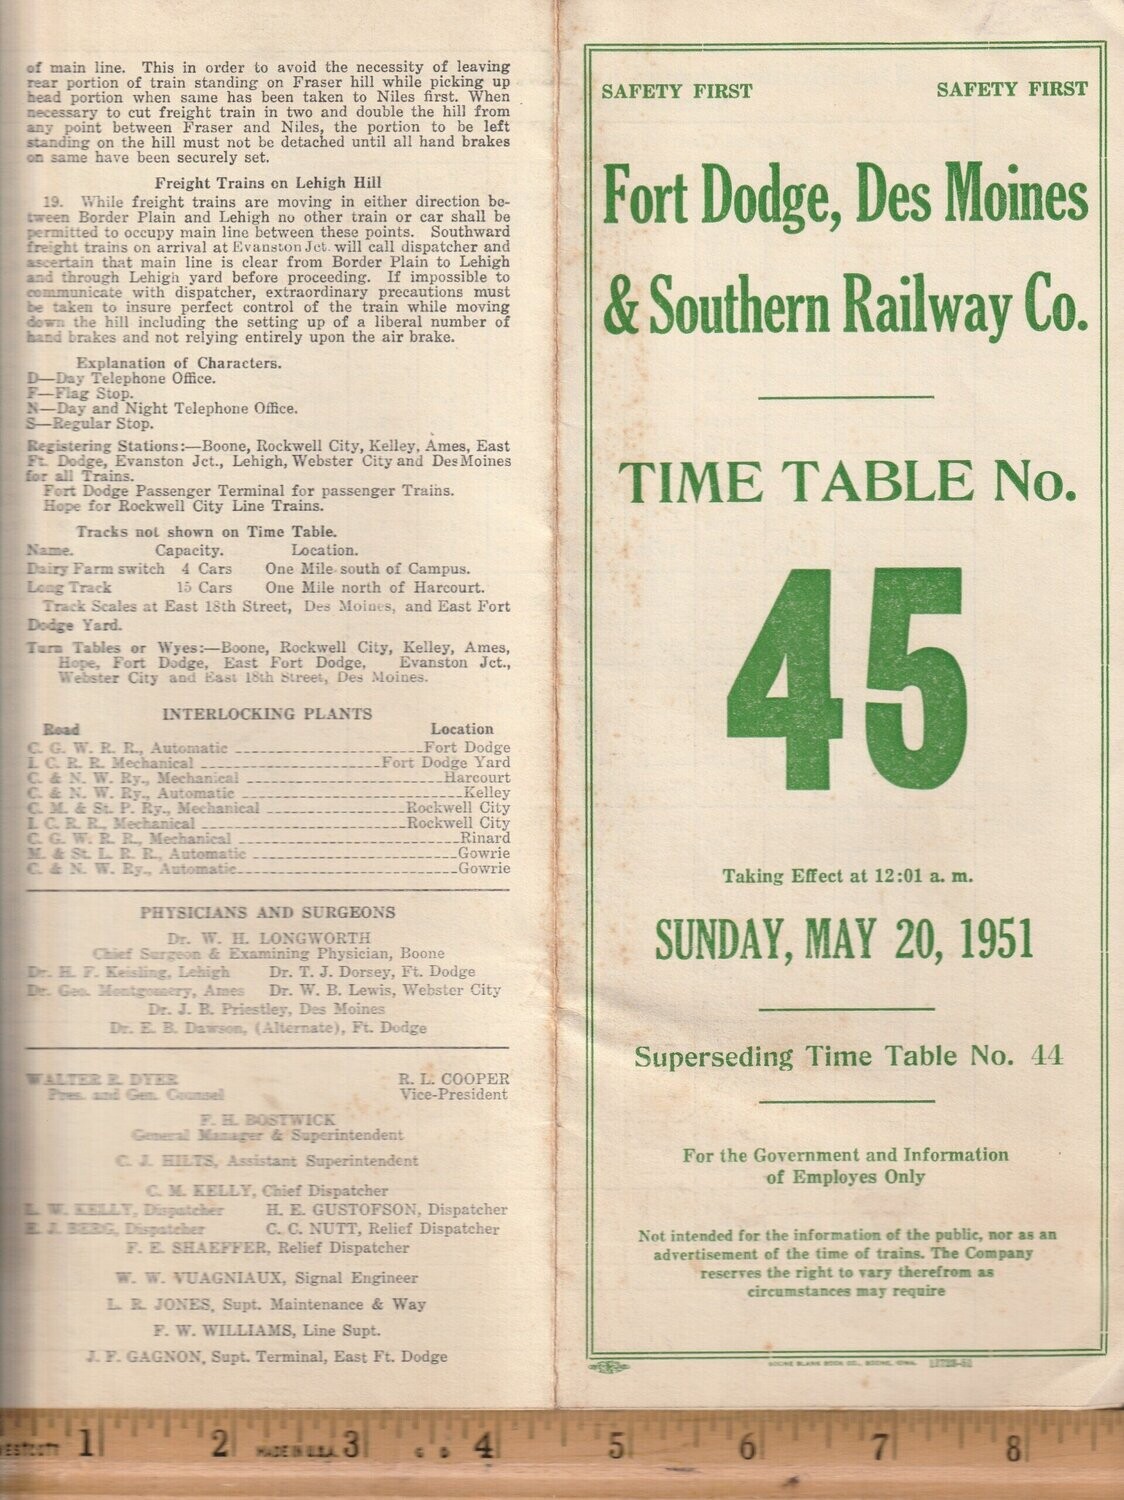 of main line. This in order to avoid the necessity of leaving
rear portion of train standing on Fraser hill while picking up
head portion when same has been taken to Niles first. When
necessary to cut freight train in two and double the hill from
any point between Fraser and Niles, the portion to be left
standing on the hill must not be detached until all hand brakes
on same have been securely set.
Freight Trains on Lehigh Hill
19. While freight trains are moving in either direction be-
tween Border Plain and Lehigh no other train or car shall be
permitted to occupy main line between these points. Southward
freight trains on arrival at Evanston Jct. will call dispatcher and
ascertain that main line is clear from Border Plain to Lehigh
and through Lehigh yard before proceeding. If impossible to
communicate with dispatcher, extraordinary precautions must
be taken to insure perfect control of the train while moving
down the hill including the setting up of a liberal number of
hand brakes and not relying entirely upon the air brake.
Explanation of Characters.
D—Day Telephone Office.
F—Flag Stop.
N—Day and Night Telephone Office.
S—Regular Stop.
Registering Stations:—Boone, Rockwell City, Kelley, Ames, East
Ft. Dodge, Evanston Jct., Lehigh, Webster City and Des Moines
for all Trains.
Fort Dodge Passenger Terminal for passenger Trains.
Hope for Rockwell City Line Trains.
Tracks not shown on Time Table.
Name. Capacity. Location.
Dairy Farm switch 4 Cars One Mile south of Campus.
Long Track 15 Cars One Mile north of Harcourt.
Track Scales at East 18th Street, Des Moines, and East Fort
Dodge Yard.
Turn Tables or Wyes:—Boone, Rockwell City, Kelley, Ames,
Hope, Fort Dodge, East Fort Dodge, Evanston Jct.,
Webster City and East 18th Street, Des Moines.
INTERLOCKING PLANTS
Road Location
C. G. W. R. R., Automatic Fort Dodge
I. C. R. R. Mechanical Fort Dodge Yard
C. & N. W. Ry., Mechanical Harcourt
C. & N. W. Ry., Automatic Kelley
C. M. & St. P. Ry., Mechanical Rockwell City
I. C. R. R., Mechanical Rockwell City
C. G. W. R. R., Mechanical Rinard
M. & St. L. R. R., Automatic Gowrie
C. & N. W. Ry., Automatic Gowrie
PHYSICIANS AND SURGEONS
Dr. W. H. LONGWORTH
Chief Surgeon & Examining Physician, Boone
Dr. H. F. Keisling, Lehigh Dr. T. J. Dorsey, Ft. Dodge
Dr. Geo. Montgomery, Ames Dr. W. B. Lewis, Webster City
Dr. J. B. Priestley, Des Moines
Dr. E. B. Dawson, (Alternate), Ft. Dodge
WALTER R. DYER R. L. COOPER
Pres. and Gen. Counsel Vice-President
F. H. BOSTWICK
General Manager & Superintendent
C. J. HILTS, Assistant Superintendent
C. M. KELLY, Chief Dispatcher
L. W. KELLY, Dispatcher H. E. GUSTOFSON, Dispatcher
E. J. BERG, Dispatcher C. C. NUTT, Relief Dispatcher
F. E. SHAEFFER, Relief Dispatcher
W. W. VUAGNIAUX, Signal Engineer
L. R. JONES, Supt. Maintenance & Way
F. W. WILLIAMS, Line Supt.
J. F. GAGNON, Supt. Terminal, East Ft. Dodge
SAFETY FIRST SAFETY FIRST
Fort Dodge, Des Moines
& Southern Railway Co.
TIME TABLE No.
45
Taking Effect at 12:01 a. m.
SUNDAY, MAY 20, 1951
Superseding Time Table No. 44
For the Government and Information
of Employes Only
Not intended for the information of the public, nor as an
advertisement of the time of trains. The Company
reserves the right to vary therefrom as
circumstances may require
BOONE BLANK BOOK CO., BOONE, IOWA
WESTCOTT 1 2 MADE IN U.S.A. 3 4 5 6 7 8